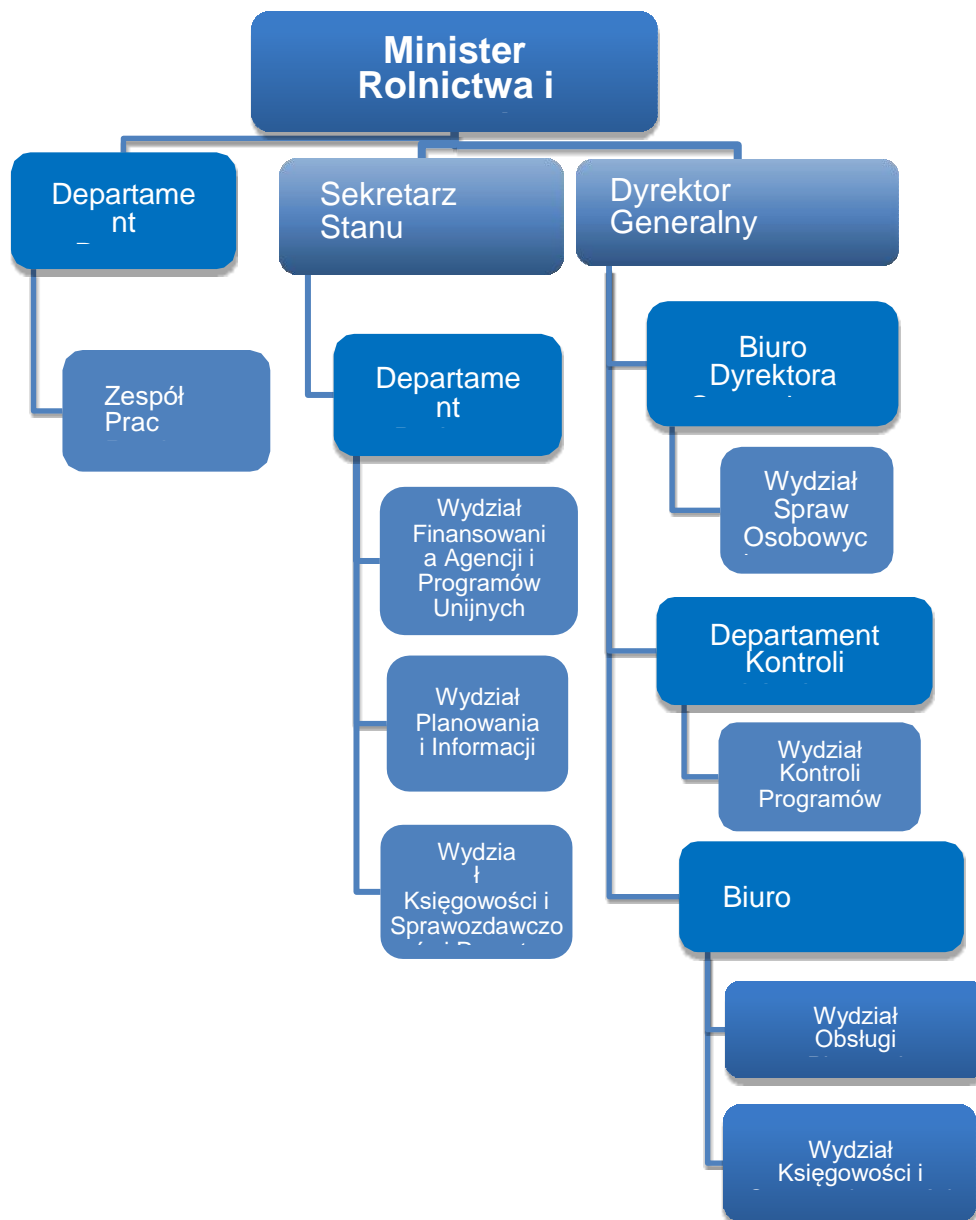 Minister
Rolnictwa i
Departame
nt
Sekretarz
Stanu
Dyrektor
Generalny
Zespół
Prac
Departame
nt
Wydział
Finansowani
a Agencji i
Programów
Unijnych
Wydział
Planowania
i Informacji
Wydzia
ł
Księgowości i
Sprawozdawczo
Biuro
Dyrektora
Wydział
Spraw
Osobowyc
Departament
Kontroli
Wydział
Kontroli
Programów
Biuro
Wydział
Obsługi
Wydział
Księgowości i